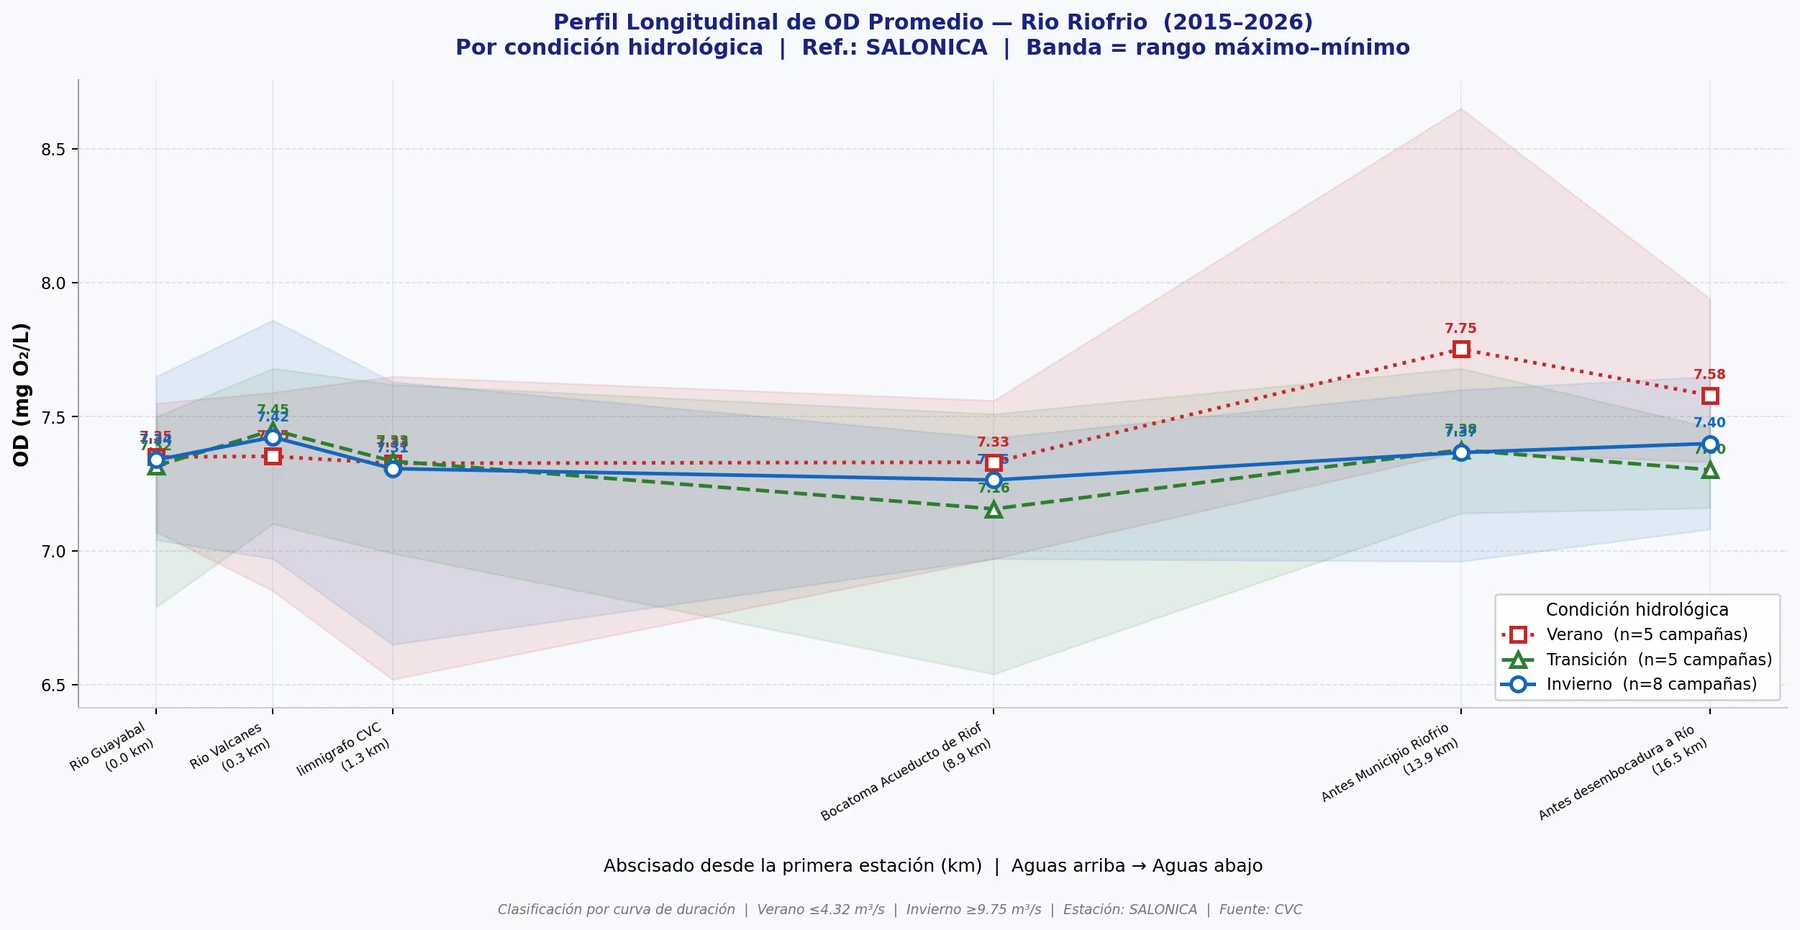 Perfil Longitudinal de OD Promedio — Rio Riofrio (2015–2026)
Por condición hidrológica | Ref.: SALONICA | Banda = rango máximo–mínimo
OD (mg O₂/L)
8.5
8.0
7.5
7.0
6.5
7.45
7.42
7.31
7.33
7.16
7.75
7.58
7.40
Condición hidrológica
Verano (n=5 campañas)
Transición (n=5 campañas)
Invierno (n=8 campañas)
Rio Guayabal
(0.0 km)
Rio Valcanes
(0.3 km)
limnigrafo CVC
(1.3 km)
Bocatoma Acueducto de Riof
(8.9 km)
Antes Municipio Riofrio
(13.9 km)
Antes desembocadura a Río
(16.5 km)
Abscisado desde la primera estación (km) | Aguas arriba → Aguas abajo
Clasificación por curva de duración | Verano ≤4.32 m³/s | Invierno ≥9.75 m³/s | Estación: SALONICA | Fuente: CVC